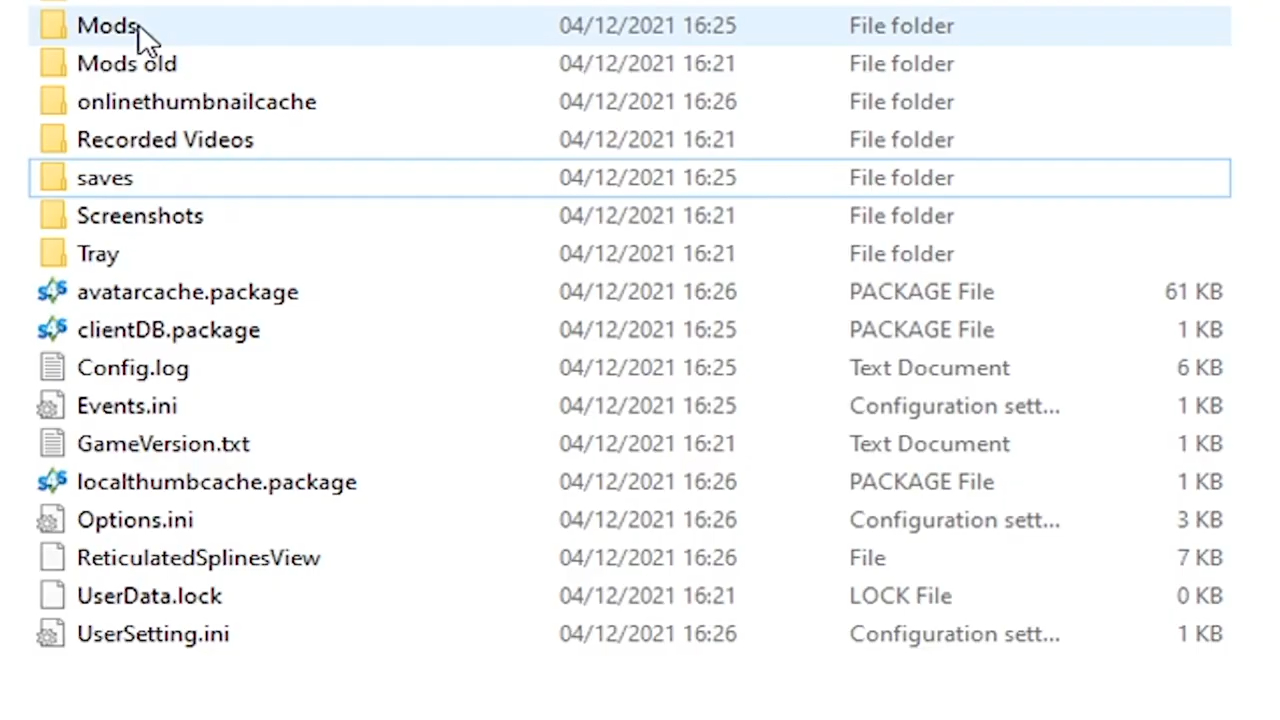 Mods 04/12/2021 16:25 File folder
Mods old 04/12/2021 16:21 File folder
onlinethumbnailcache 04/12/2021 16:26 File folder
Recorded Videos 04/12/2021 16:21 File folder
saves 04/12/2021 16:25 File folder
Screenshots 04/12/2021 16:21 File folder
Tray 04/12/2021 16:21 File folder
avatarcache.package 04/12/2021 16:26 PACKAGE File 61 KB
clientDB.package 04/12/2021 16:25 PACKAGE File 1 KB
Config.log 04/12/2021 16:25 Text Document 6 KB
Events.ini 04/12/2021 16:25 Configuration sett... 1 KB
GameVersion.txt 04/12/2021 16:21 Text Document 1 KB
localthumbcache.package 04/12/2021 16:26 PACKAGE File 1 KB
Options.ini 04/12/2021 16:26 Configuration sett... 3 KB
ReticulatedSplinesView 04/12/2021 16:26 File 7 KB
UserData.lock 04/12/2021 16:21 LOCK File 0 KB
UserSetting.ini 04/12/2021 16:26 Configuration sett... 1 KB